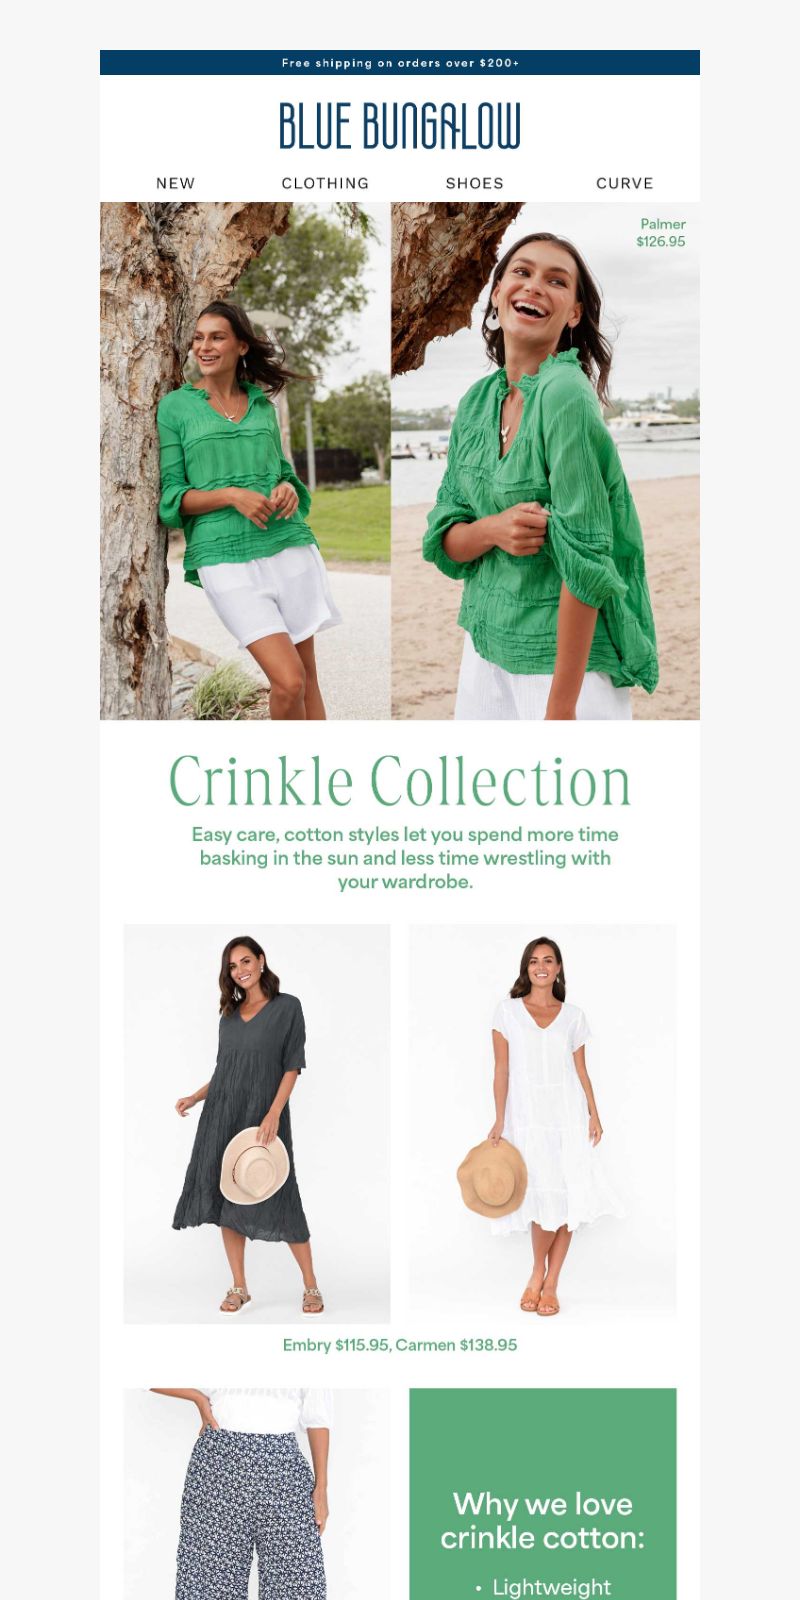 Free shipping on orders over $200+
BLUE BUNGALOW
NEW
CLOTHING
SHOES
CURVE
Palmer
$126.95
Crinkle Collection
Easy care, cotton styles let you spend more time
basking in the sun and less time wrestling with
your wardrobe.
Embry $115.95, Carmen $138.95
Why we love
crinkle cotton:
• Lightweight